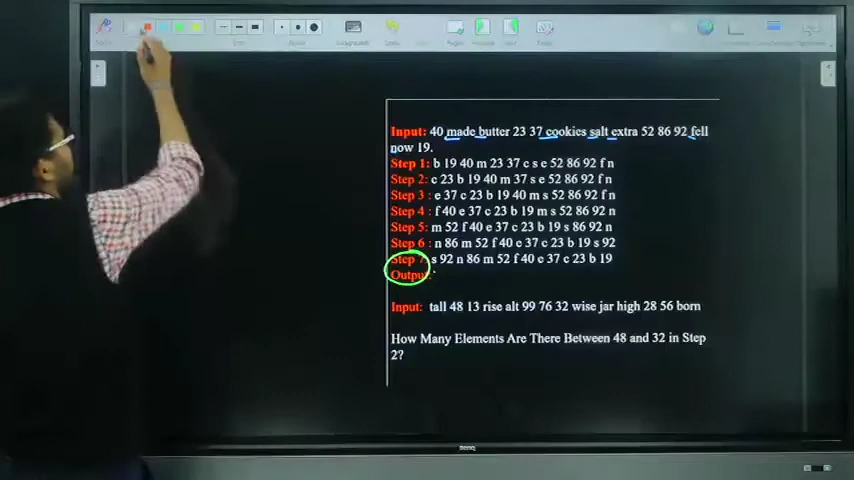 Input: 40 made butter 23 37 cookies salt extra 52 86 92 fell
now 19.
Step 1: b 19 40 m 23 37 c s e 52 86 92 f n
Step 2: c 23 b 19 40 m 37 s e 52 86 92 f n
Step 3 : e 37 c 23 b 19 40 m s 52 86 92 f n
Step 4 : f 40 e 37 c 23 b 19 m s 52 86 92 n
Step 5: m 52 f 40 e 37 c 23 b 19 s 86 92 n
Step 6 : n 86 m 52 f 40 e 37 c 23 b 19 s 92
Step 7: s 92 n 86 m 52 f 40 e 37 c 23 b 19
Output:
Input: tall 48 13 rise alt 99 76 32 wise jar high 28 56 born
How Many Elements Are There Between 48 and 32 in Step
2?
BenQ